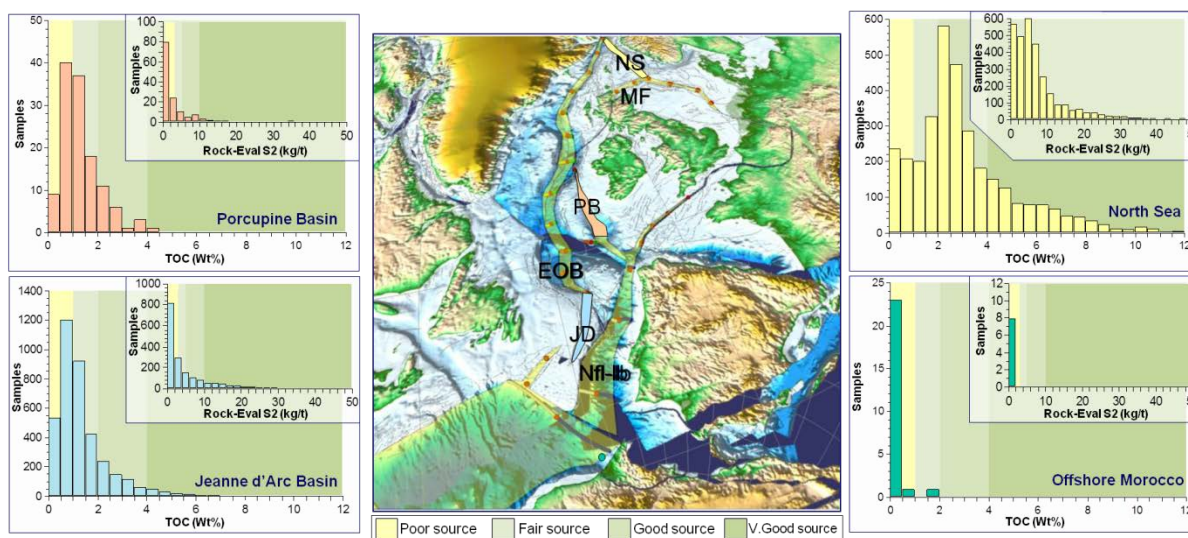 50
40
30
20
10
0
Samples
0 2 4 6 8 10 12
TOC (Wt%)
Porcupine Basin
100
80
60
40
20
0
Samples
0 10 20 30 40 50
Rock-Eval S2 (kg/t)
1400
1200
1000
800
600
400
200
0
Samples
0 2 4 6 8 10 12
TOC (Wt%)
Jeanne d'Arc Basin
1000
800
600
400
200
0
Samples
0 10 20 30 40 50
Rock-Eval S2 (kg/t)
NS
MF
PB
EOB
JD
Nfl-Ib
Poor source
Fair source
Good source
V.Good source
600
500
400
300
200
100
0
Samples
0 2 4 6 8 10 12
TOC (Wt%)
North Sea
600
500
400
300
200
100
0
Samples
0 10 20 30 40 50
Rock-Eval S2 (kg/t)
25
20
15
10
5
0
Samples
0 2 4 6 8 10 12
TOC (Wt%)
Offshore Morocco
12
10
8
6
4
2
0
Samples
0 10 20 30 40 50
Rock-Eval S2 (kg/t)